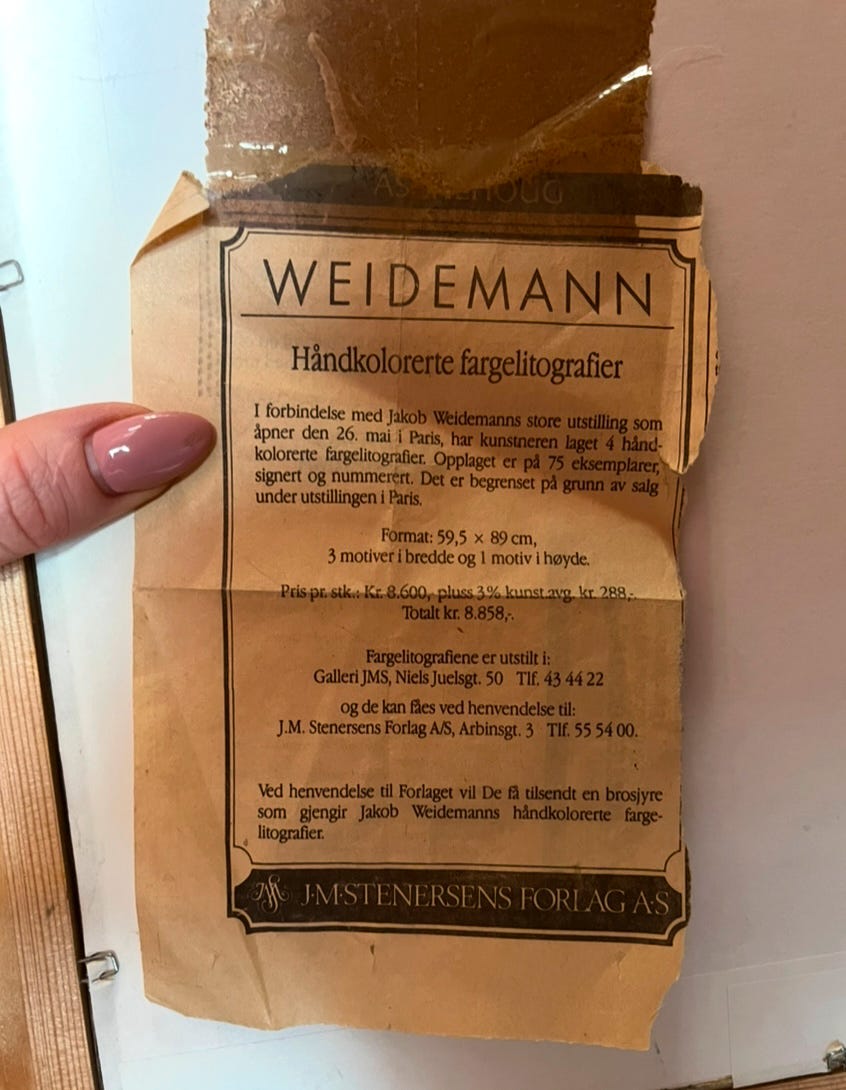 WEIDEMANN
Håndkolorerte fargelitografier
I forbindelse med Jakob Weidemanns store utstilling som
åpner den 26. mai i Paris, har kunstneren laget 4 hånd-
kolorerte fargelitografier. Opplaget er på 75 eksemplarer,
signert og nummerert. Det er begrenset på grunn av salg
under utstillingen i Paris.
Format: 59,5 × 89 cm,
3 motiver i bredde og 1 motiv i høyde.
Pris pr. stk.: Kr. 8.600,- pluss 3% kunst.avg. kr. 288,-.
Totalt kr. 8.858,-.
Fargelitografiene er utstilt i:
Galleri JMS, Niels Juelsgt. 50 Tlf. 43 44 22
og de kan fåes ved henvendelse til:
J.M. Stenersens Forlag A/S, Arbinsgt. 3 Tlf. 55 54 00.
Ved henvendelse til Forlaget vil De få tilsendt en brosjyre
som gjengir Jakob Weidemanns håndkolorerte farge-
litografier.
JMS J·M·STENERSENS FORLAG A·S